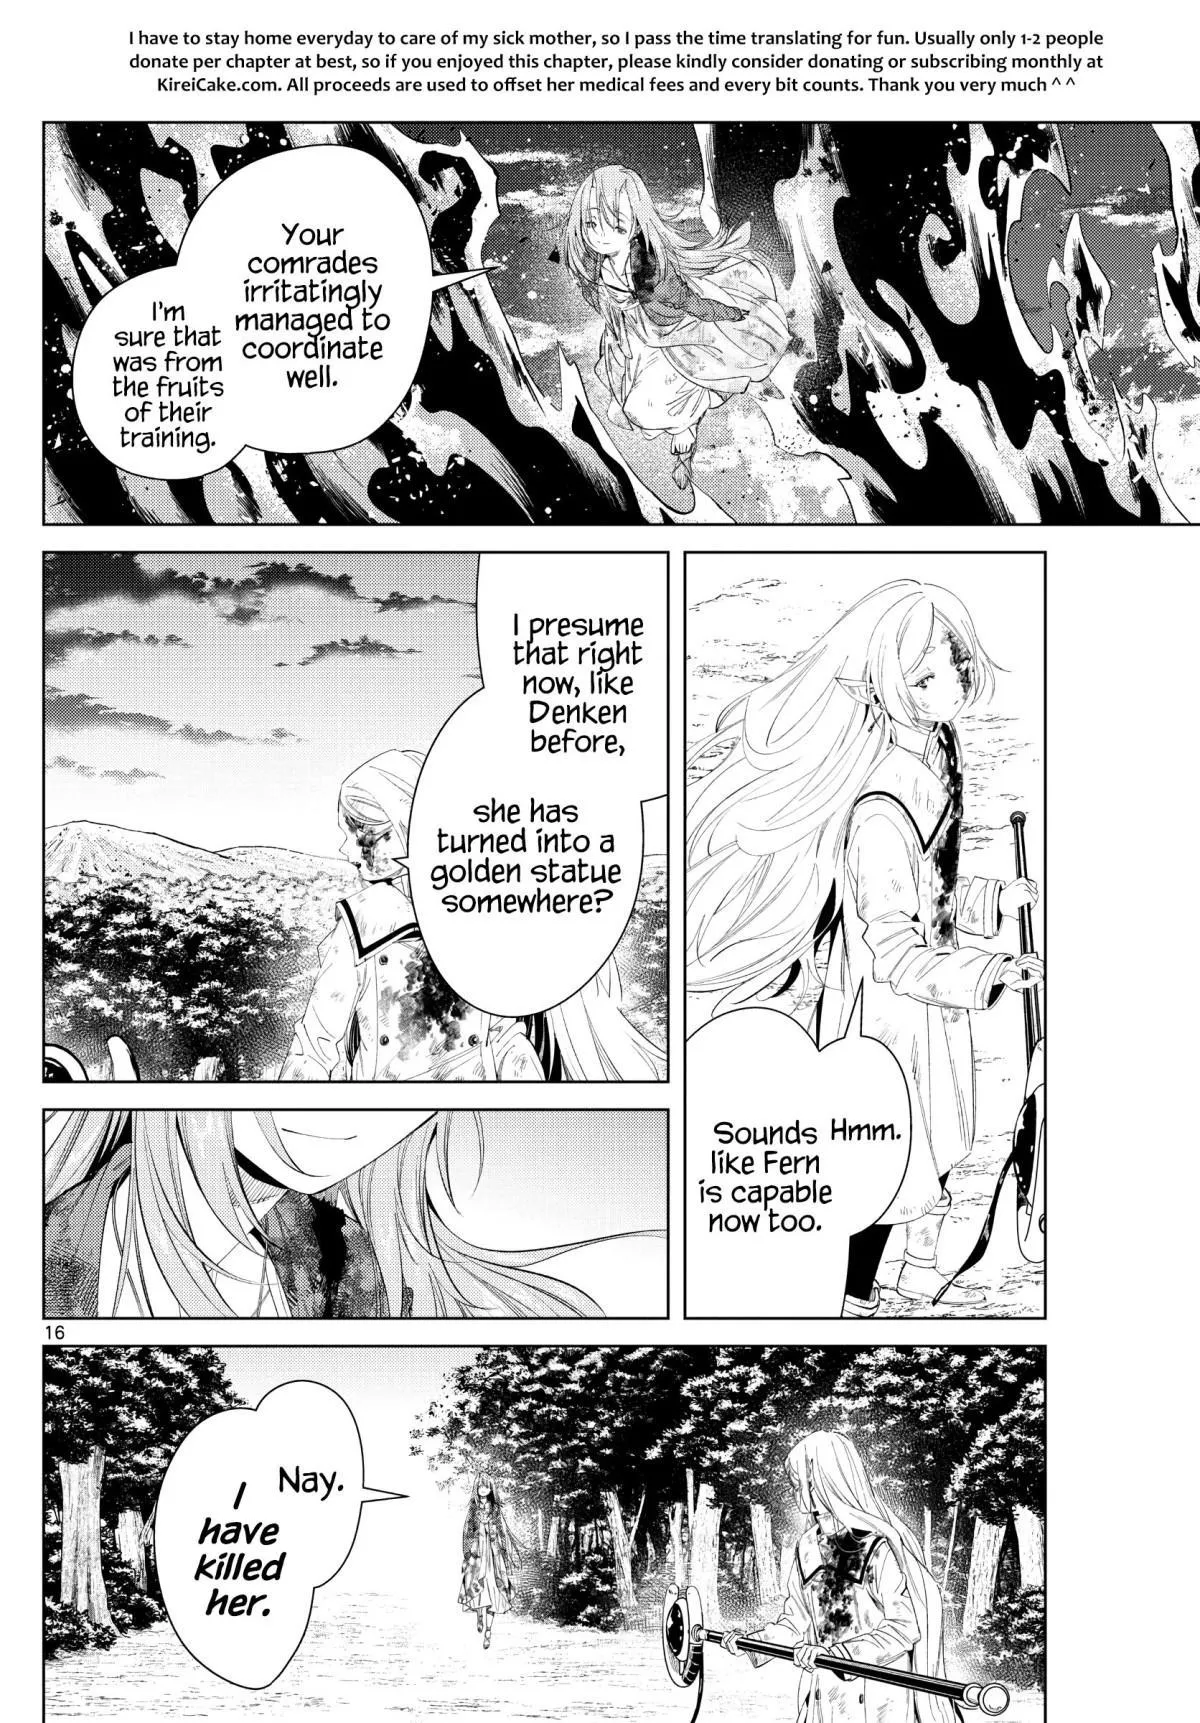 I have to stay home everyday to care of my sick mother, so I pass the time translating for fun. Usually only 1-2 people
donate per chapter at best, so if you enjoyed this chapter, please kindly consider donating or subscribing monthly at
KireiCake.com. All proceeds are used to offset her medical fees and every bit counts. Thank you very much ^ ^
Your
comrades
irritatingly
managed to
coordinate
well.
I'm
sure that
was from
the fruits
of their
training.
Hmm.
Sounds
like Fern
is capable
now too.
I presume
that right
now, like
Denken
before,
she has
turned into a
golden statue
somewhere?
16
Nay.
I
have
killed
her.